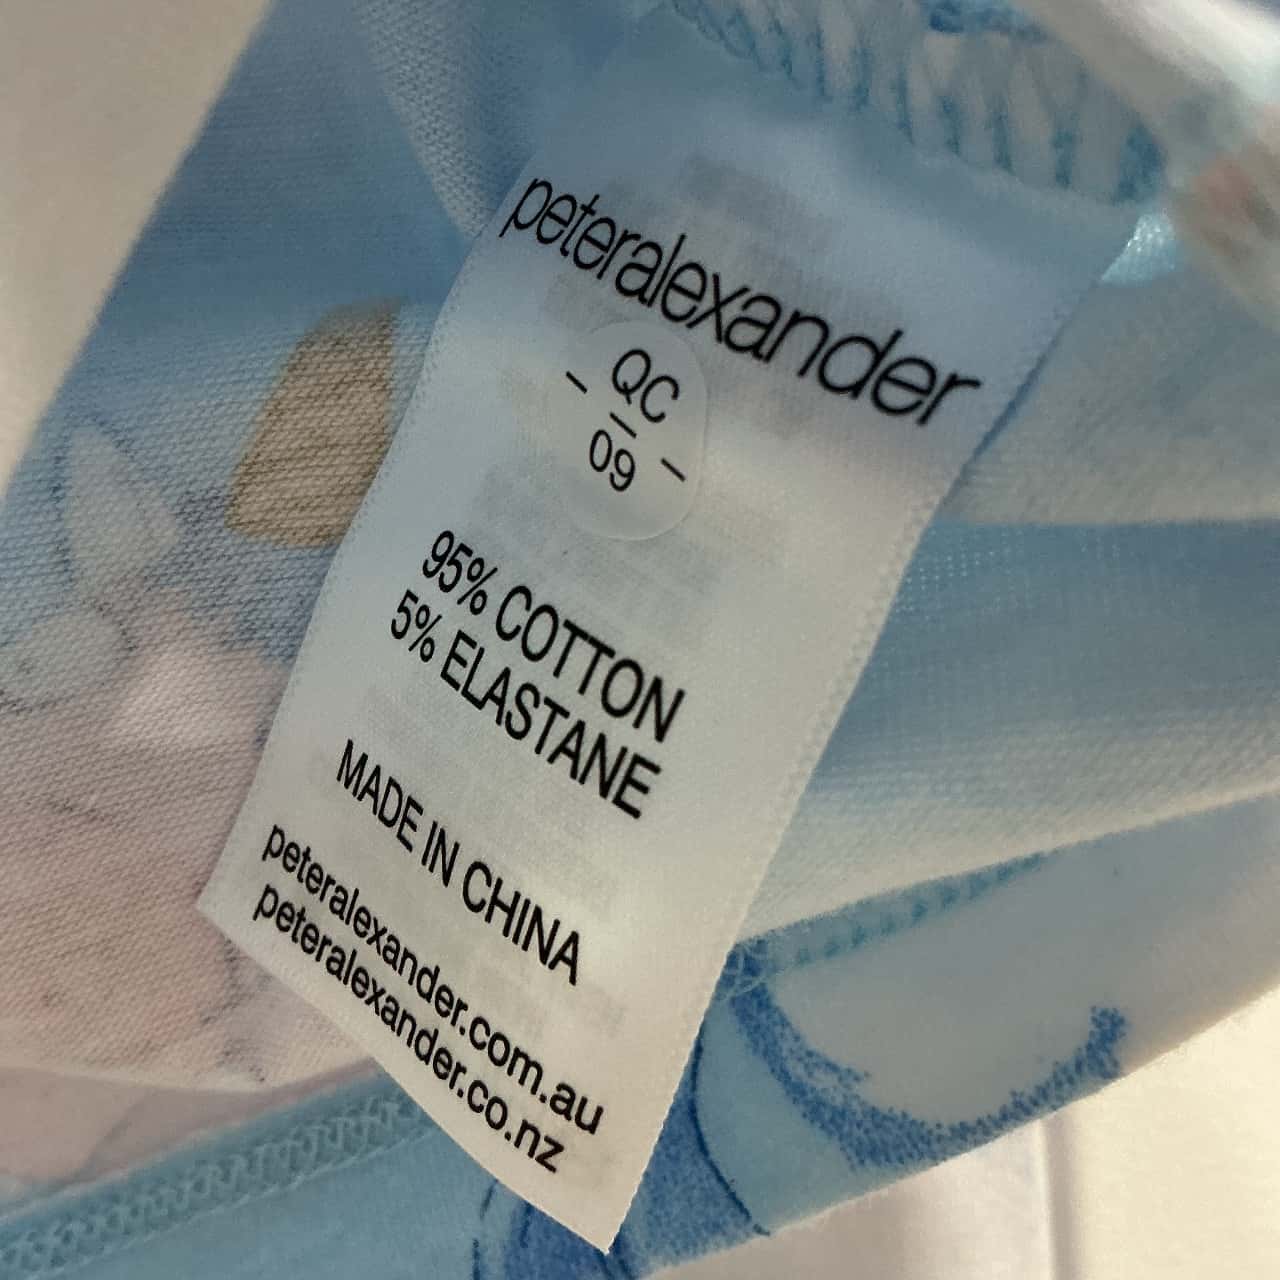 peteralexander
QC
09
95% COTTON
5% ELASTANE
MADE IN CHINA
peteralexander.com.au
peteralexander.co.nz